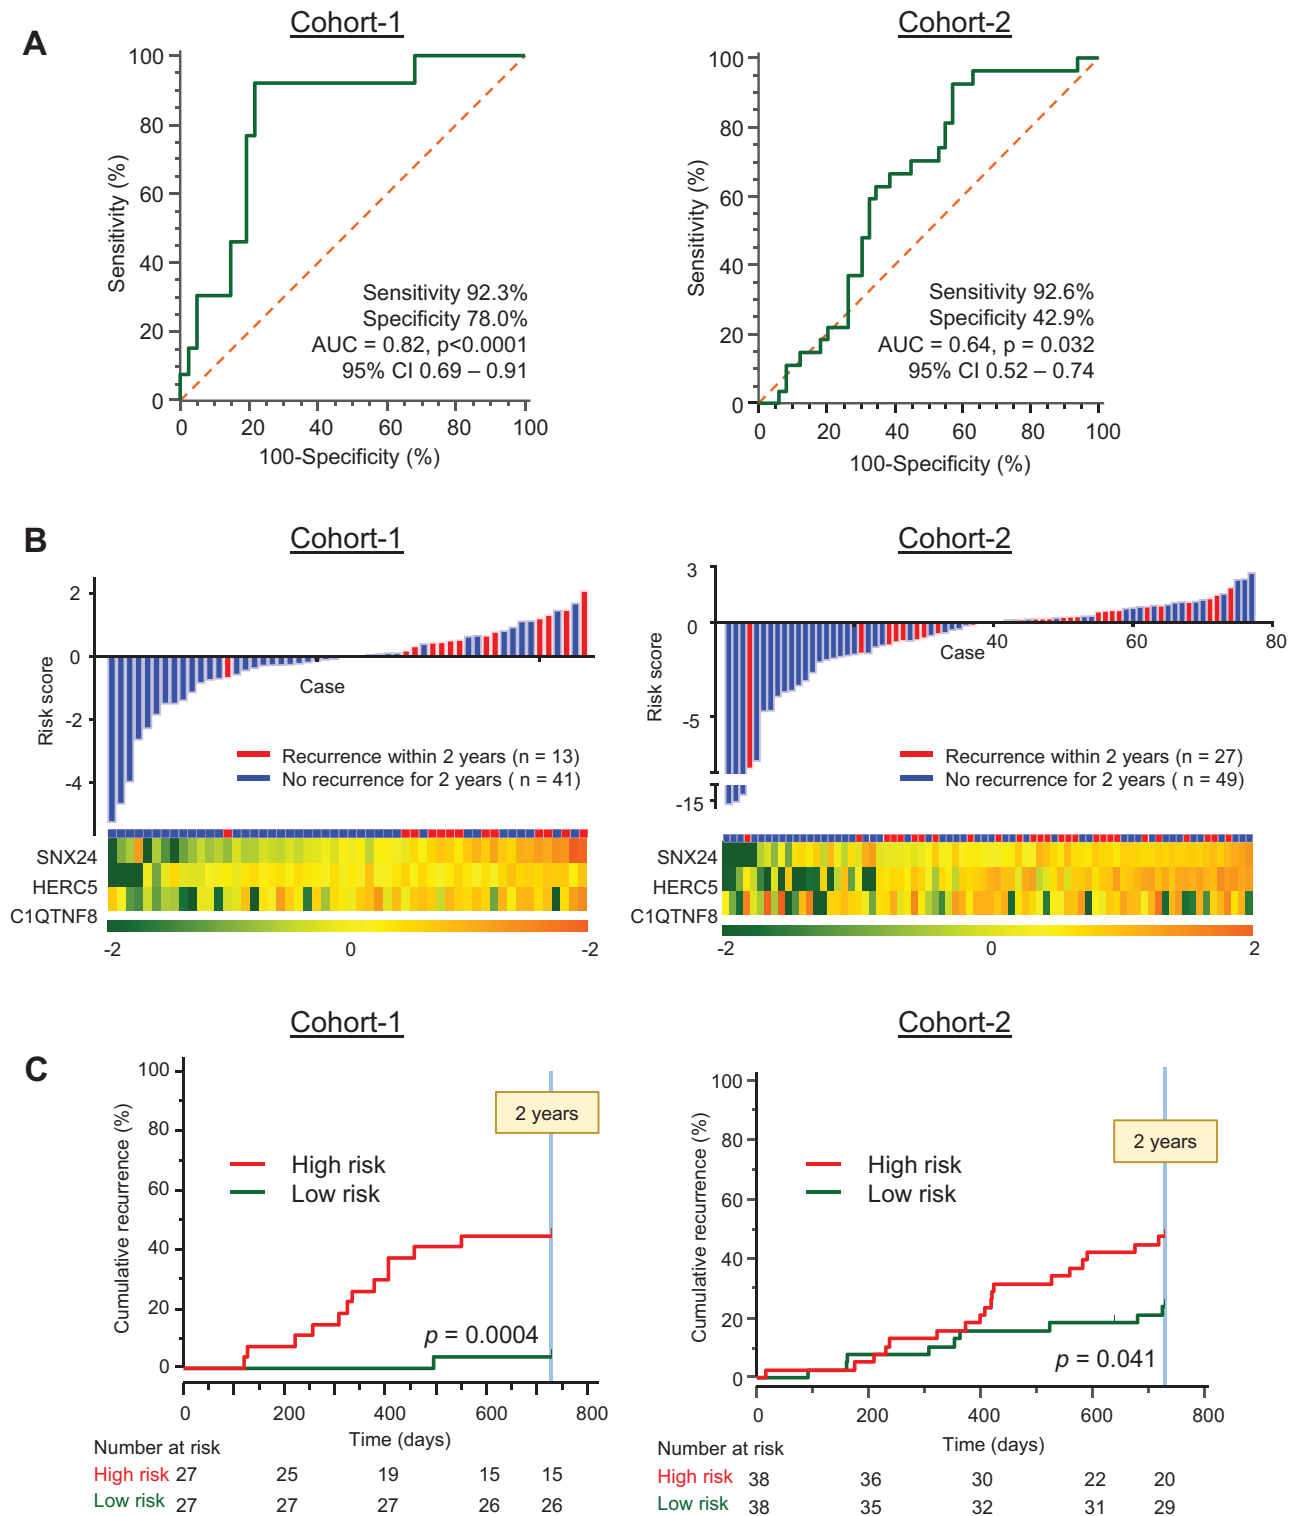 A
Cohort-1
Cohort-2
100
80
60
40
20
0
Sensitivity (%)
Sensitivity 92.3%
Specificity 78.0%
AUC = 0.82, p<0.0001
95% CI 0.69 – 0.91
0 20 40 60 80 100
100-Specificity (%)
100
80
60
40
20
0
Sensitivity (%)
Sensitivity 92.6%
Specificity 42.9%
AUC = 0.64, p = 0.032
95% CI 0.52 – 0.74
0 20 40 60 80 100
100-Specificity (%)
B
Cohort-1
Cohort-2
2
0
-2
-4
Risk score
Case
Recurrence within 2 years (n = 13)
No recurrence for 2 years ( n = 41)
SNX24
HERC5
C1QTNF8
-2 0 -2
3
0
-5
-15
Risk score
40 60 80
Case
Recurrence within 2 years (n = 27)
No recurrence for 2 years ( n = 49)
SNX24
HERC5
C1QTNF8
-2 0 2
C
Cohort-1
Cohort-2
100
80
60
40
20
0
Cumulative recurrence (%)
2 years
High risk
Low risk
p = 0.0004
0 200 400 600 800
Time (days)
Number at risk
High risk 27 25 19 15 15
Low risk 27 27 27 26 26
100
80
60
40
20
0
Cumulative recurrence (%)
2 years
High risk
Low risk
p = 0.041
0 200 400 600 800
Time (days)
Number at risk
High risk 38 36 30 22 20
Low risk 38 35 32 31 29